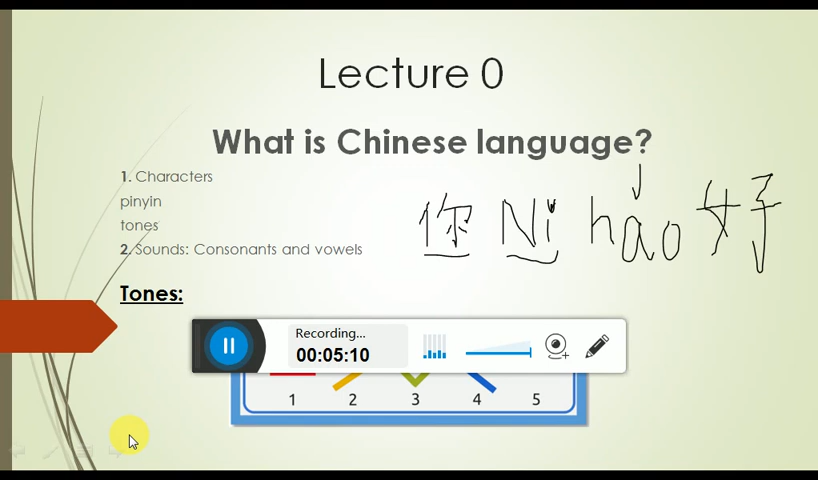 Lecture 0
What is Chinese language?
1. Characters
pinyin
tones
2. Sounds: Consonants and vowels
你 Ni hao 好
Tones:
Recording...
00:05:10
1 2 3 4 5